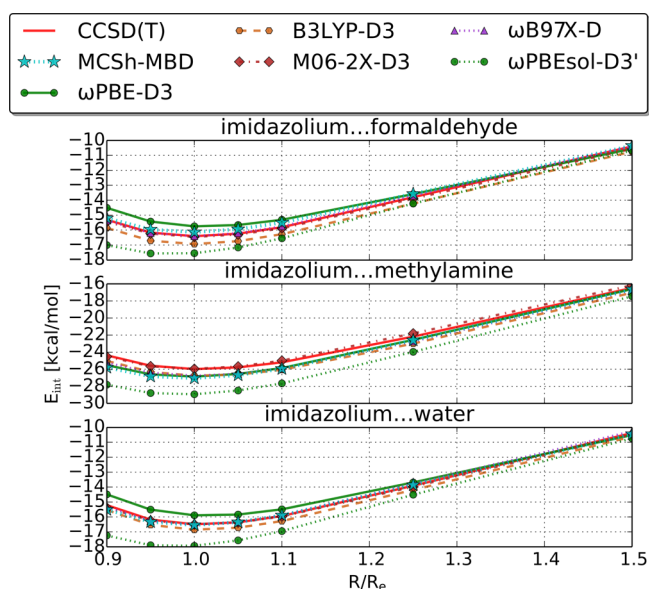 CCSD(T) B3LYP-D3 ωB97X-D
MCSh-MBD M06-2X-D3 ωPBEsol-D3'
ωPBE-D3
imidazolium...formaldehyde
−10
−11
−12
−13
−14
−15
−16
−17
−18
imidazolium...methylamine
−16
−18
−20
−22
−24
−26
−28
−30
E_int [kcal/mol]
imidazolium...water
−10
−11
−12
−13
−14
−15
−16
−17
−18
0.9 1.0 1.1 1.2 1.3 1.4 1.5
R/R_e